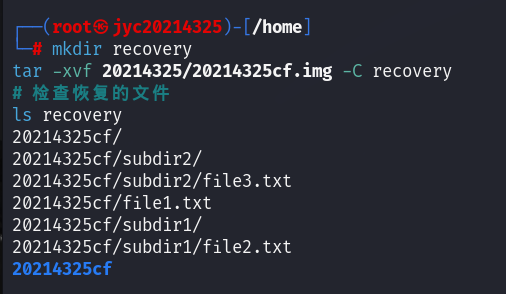 ┌──(root㉿jyc20214325)-[/home]
└─# mkdir recovery
tar -xvf 20214325/20214325cf.img -C recovery
# 检查恢复的文件
ls recovery
20214325cf/
20214325cf/subdir2/
20214325cf/subdir2/file3.txt
20214325cf/file1.txt
20214325cf/subdir1/
20214325cf/subdir1/file2.txt
20214325cf